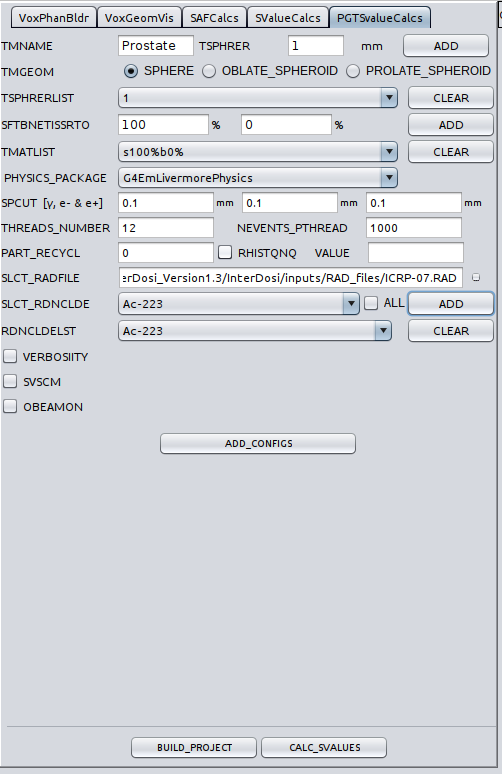 VoxPhanBldr VoxGeomVis SAFCalcs SValueCalcs PGTSvalueCalcs
TMNAME Prostate TSPHRER 1 mm ADD
TMGEOM SPHERE OBLATE_SPHEROID PROLATE_SPHEROID
TSPHRERLIST 1 CLEAR
SFTBNETISSRTO 100 % 0 % ADD
TMATLIST s100%b0% CLEAR
PHYSICS_PACKAGE G4EmLivermorePhysics
SPCUT [γ, e- & e+] 0.1 mm 0.1 mm 0.1 mm
THREADS_NUMBER 12 NEVENTS_PTHREAD 1000
PART_RECYCL 0 RHISTQNQ VALUE
SLCT_RADFILE erDosi_Version1.3/InterDosi/inputs/RAD_files/ICRP-07.RAD
SLCT_RDNCLDE Ac-223 ALL ADD
RDNCLDELST Ac-223 CLEAR
VERBOSIITY
SVSCM
OBEAMON
ADD_CONFIGS
BUILD_PROJECT CALC_SVALUES